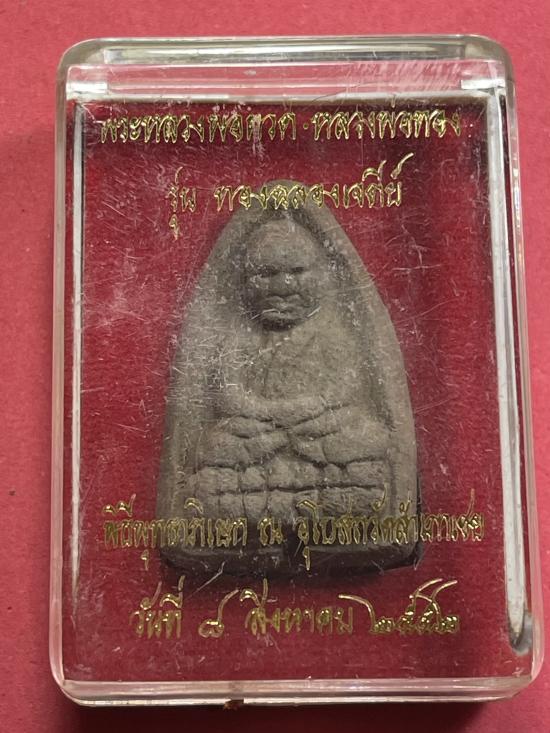 พระหลวงพ่อทวด·หลวงพ่อทอง
รุ่น ทองฉลองเจดีย์
พิธีพุทธาภิเษก ณ อุโบสถวัดสำเภาเชย
วันที่ ๘ สิงหาคม ๒๕๕๒